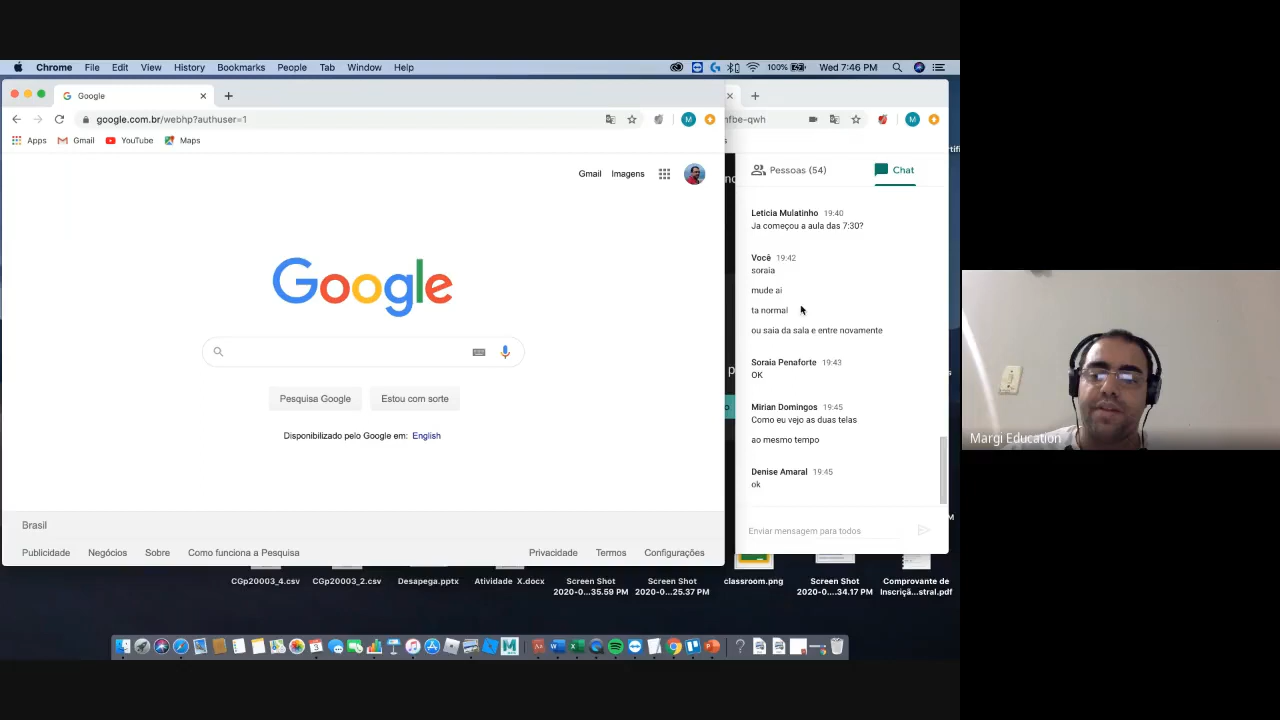 Chrome File Edit View History Bookmarks People Tab Window Help
100% Wed 7:46 PM
Google
google.com.br/webhp?authuser=1
M
fbe-qwh
M
Apps Gmail YouTube Maps
Gmail Imagens
Google
Pesquisa Google Estou com sorte
Disponibilizado pelo Google em: English
Brasil
Publicidade Negócios Sobre Como funciona a Pesquisa
Privacidade Termos Configurações
Pessoas (54) Chat
Leticia Mulatinho 19:40
Ja começou a aula das 7:30?
Você 19:42
soraia
mude ai
ta normal
ou saia da sala e entre novamente
Soraia Penaforte 19:43
OK
Mirian Domingos 19:45
Como eu vejo as duas telas
ao mesmo tempo
Denise Amaral 19:45
ok
Enviar mensagem para todos
CGp20003_4.csv
CGp20003_2.csv
Desapega.pptx
Atividade X.docx
Screen Shot
2020-0...35.59 PM
Screen Shot
2020-0...25.37 PM
classroom.png
Screen Shot
2020-0....34.17 PM
Comprovante de
Inscriçã...stral.pdf
Margi Education